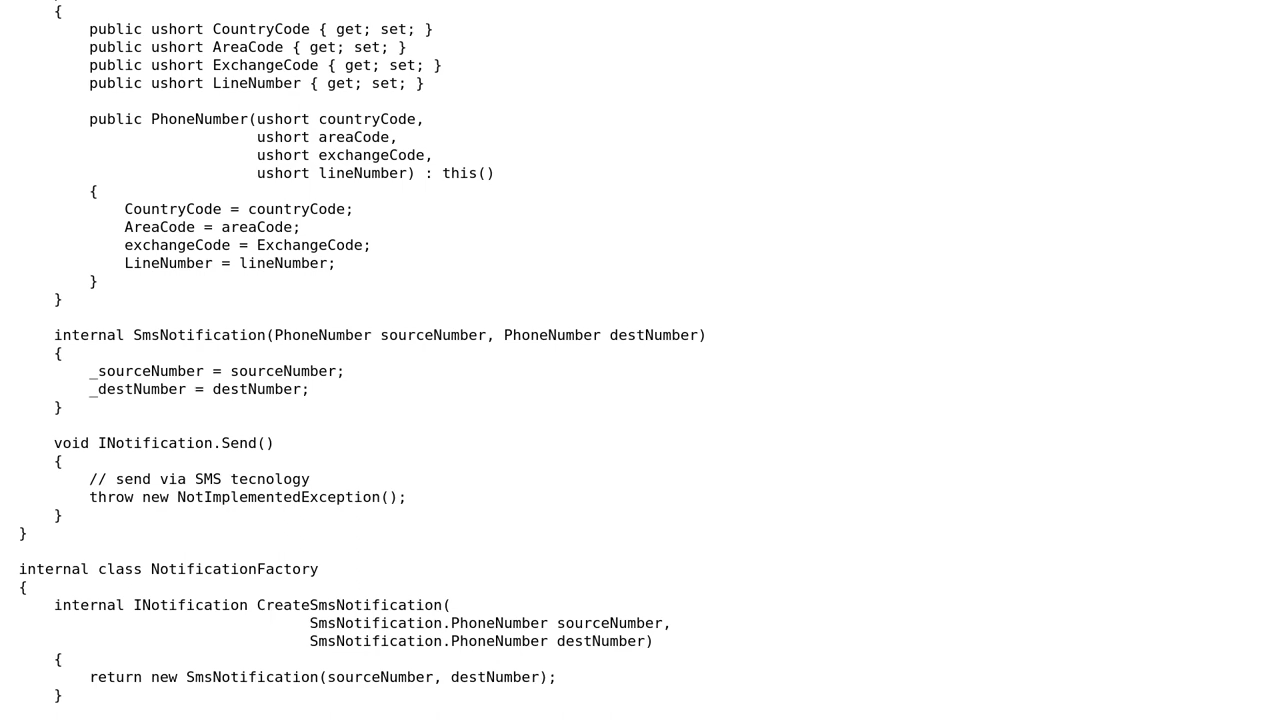 {
public ushort CountryCode { get; set; }
public ushort AreaCode { get; set; }
public ushort ExchangeCode { get; set; }
public ushort LineNumber { get; set; }
public PhoneNumber(ushort countryCode,
ushort areaCode,
ushort exchangeCode,
ushort lineNumber) : this()
{
CountryCode = countryCode;
AreaCode = areaCode;
exchangeCode = ExchangeCode;
LineNumber = lineNumber;
}
}
internal SmsNotification(PhoneNumber sourceNumber, PhoneNumber destNumber)
{
_sourceNumber = sourceNumber;
_destNumber = destNumber;
}
void INotification.Send()
{
// send via SMS tecnology
throw new NotImplementedException();
}
}
internal class NotificationFactory
{
internal INotification CreateSmsNotification(
SmsNotification.PhoneNumber sourceNumber,
SmsNotification.PhoneNumber destNumber)
{
return new SmsNotification(sourceNumber, destNumber);
}